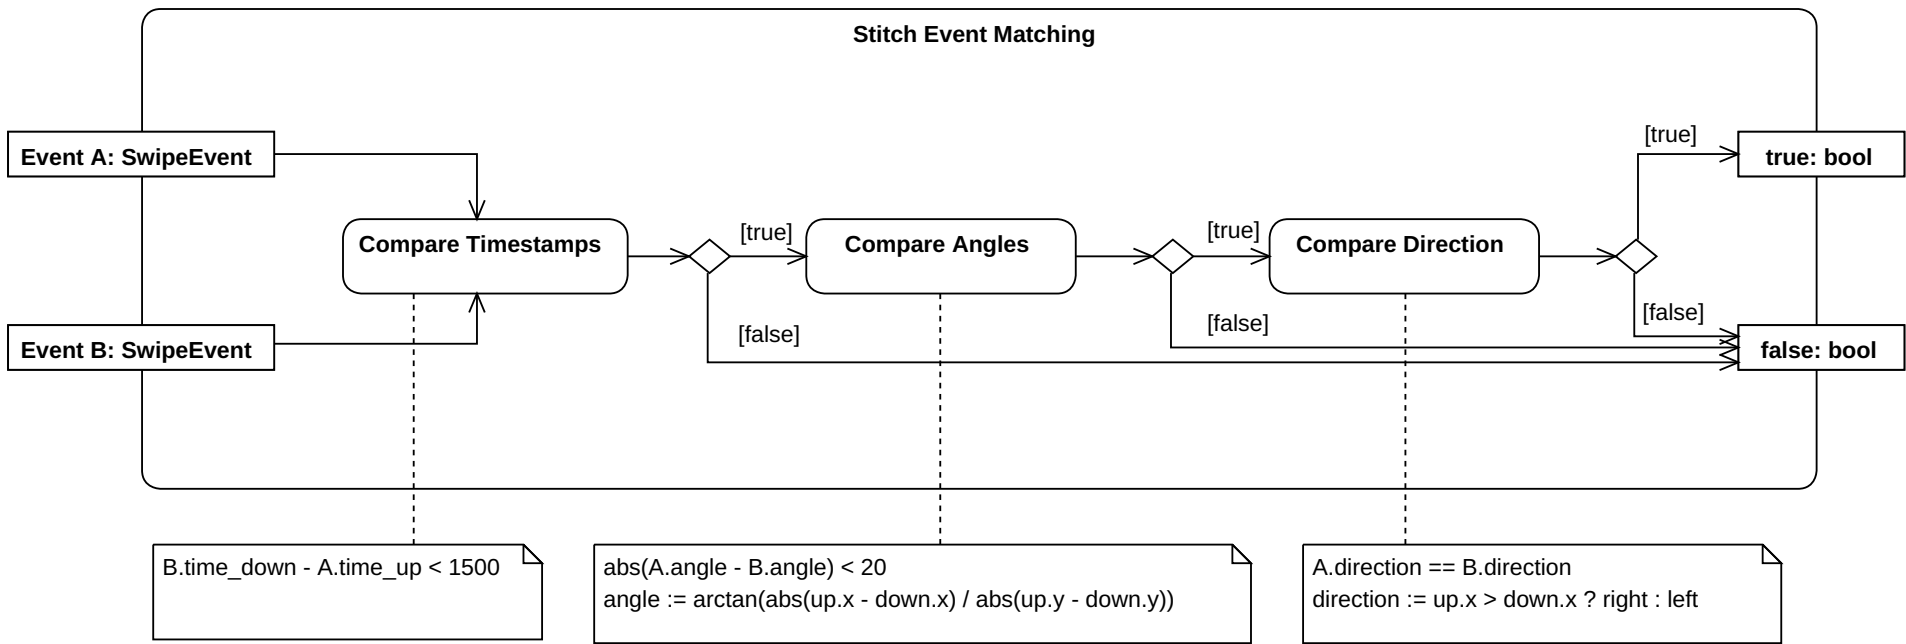 Stitch Event Matching
Event A: SwipeEvent
[true]
true: bool
Compare Timestamps
[true]
Compare Angles
[true]
Compare Direction
[false]
[false]
[false]
Event B: SwipeEvent
false: bool
B.time_down - A.time_up < 1500
abs(A.angle - B.angle) < 20
angle := arctan(abs(up.x - down.x) / abs(up.y - down.y))
A.direction == B.direction
direction := up.x > down.x ? right : left